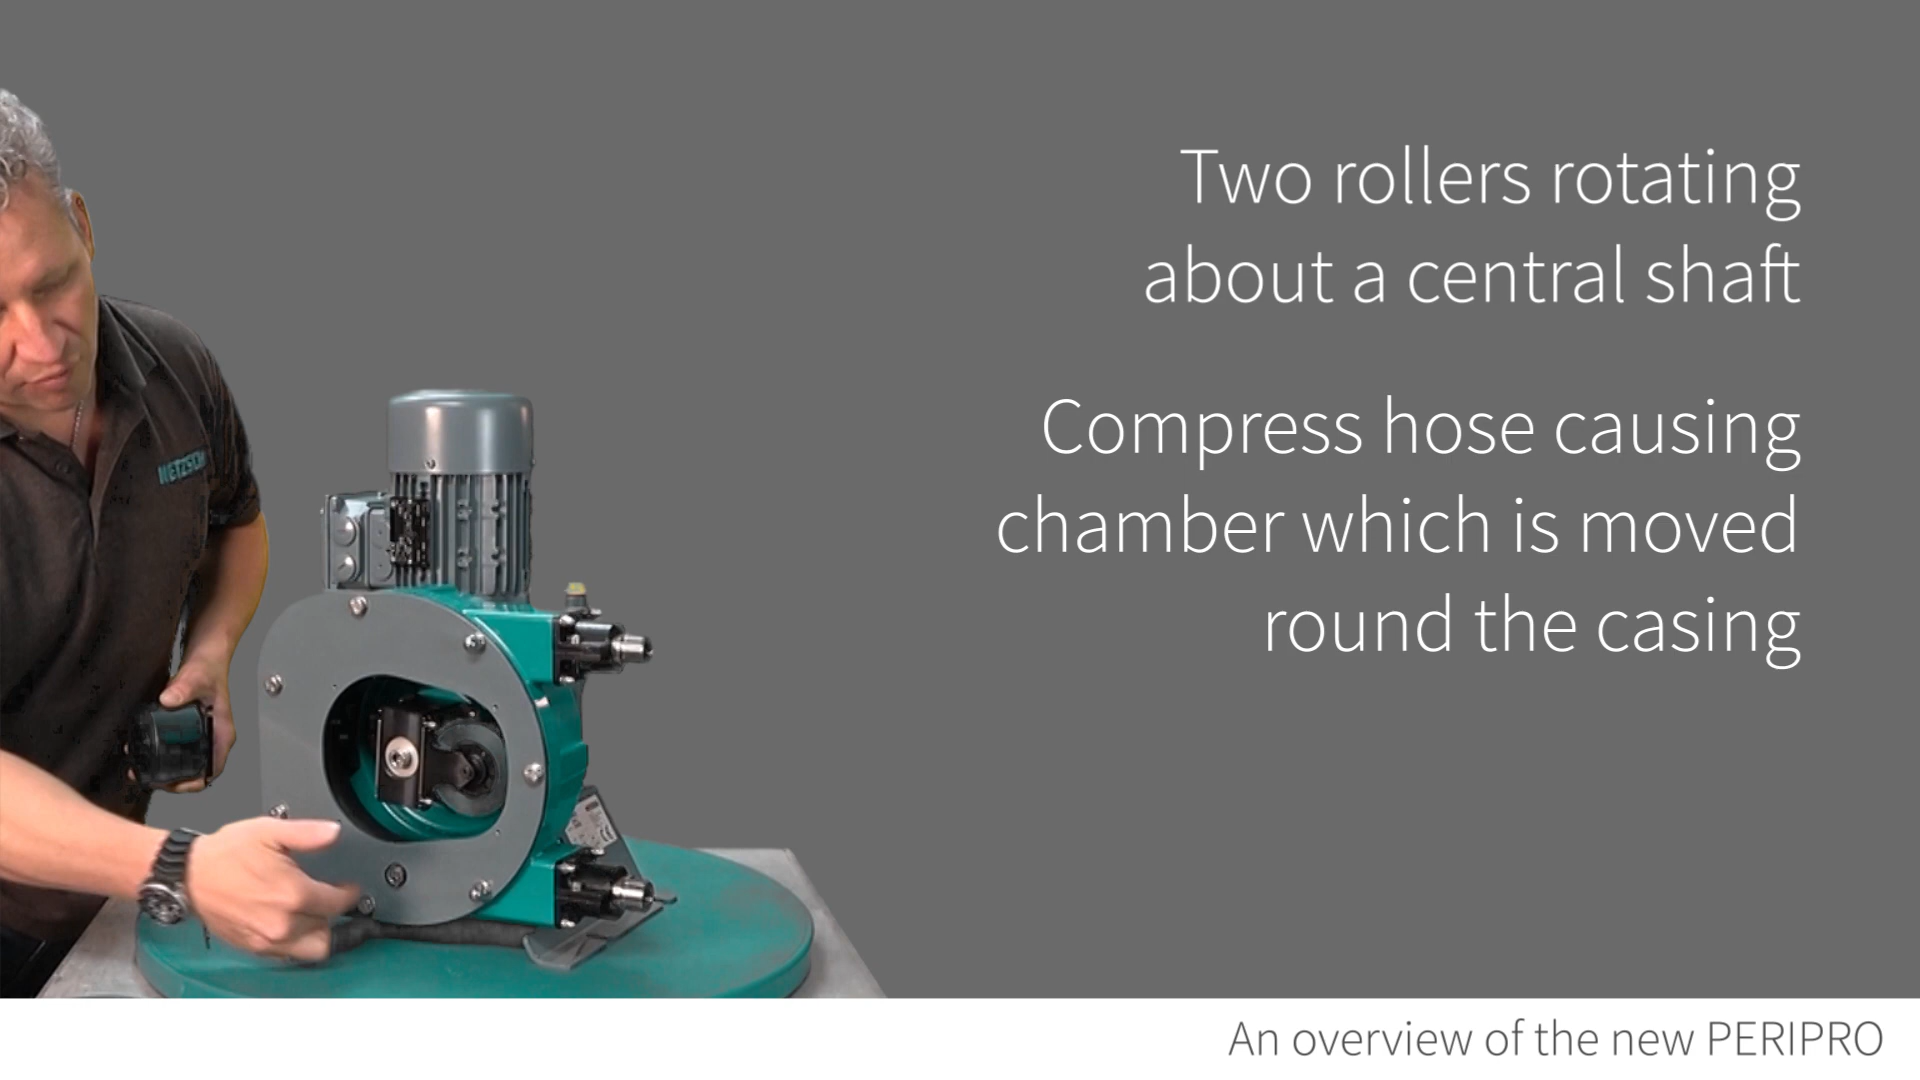 Two rollers rotating
about a central shaft
Compress hose causing
chamber which is moved
round the casing
NETZSCH
An overview of the new PERIPRO